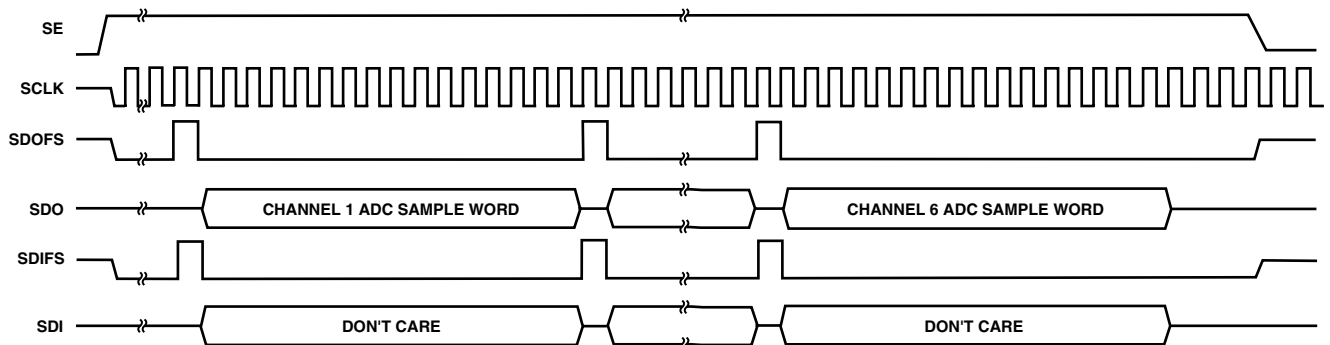 SE
SCLK
SDOFS
SDO
CHANNEL 1 ADC SAMPLE WORD
CHANNEL 6 ADC SAMPLE WORD
SDIFS
SDI
DON'T CARE
DON'T CARE